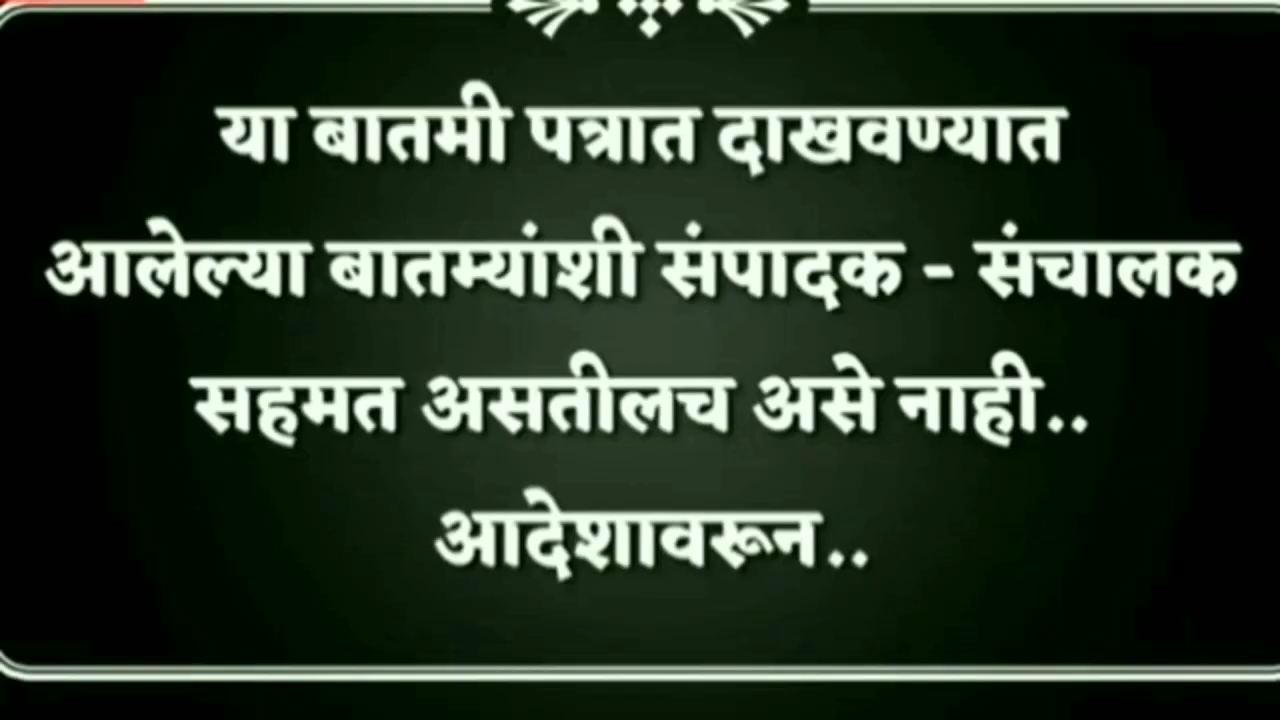 या बातमी पत्रात दाखवण्यात
आलेल्या बातम्यांशी संपादक - संचालक
सहमत असतीलच असे नाही..
आदेशावरून..